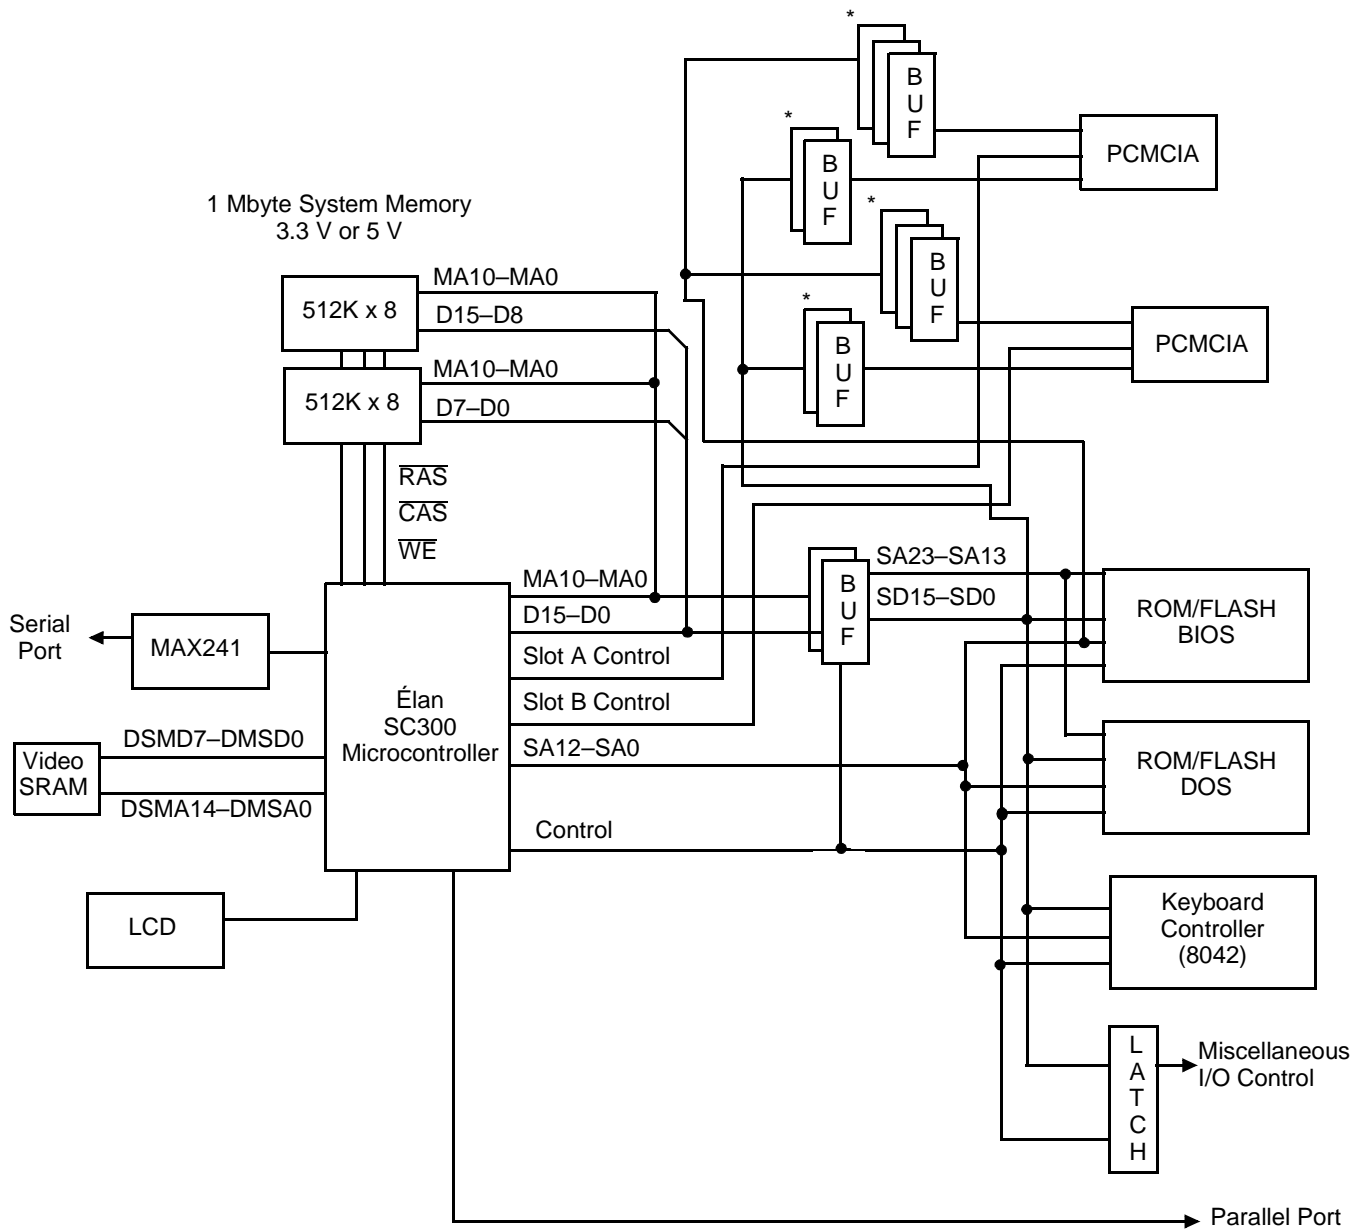 *
B
U
F
*
B
U
F
PCMCIA
*
B
U
F
1 Mbyte System Memory
3.3 V or 5 V
MA10–MA0
512K x 8
D15–D8
*
B
U
F
PCMCIA
MA10–MA0
512K x 8
D7–D0
RAS
CAS
WE
MA10–MA0
D15–D0
Slot A Control
Slot B Control
SA12–SA0
Control
B
U
F
SA23–SA13
SD15–SD0
ROM/FLASH
BIOS
Serial
Port
MAX241
Élan
SC300
Microcontroller
DSMD7–DMSD0
Video
SRAM
DSMA14–DMSA0
ROM/FLASH
DOS
LCD
Keyboard
Controller
(8042)
L
A
T
C
H
Miscellaneous
I/O Control
Parallel Port